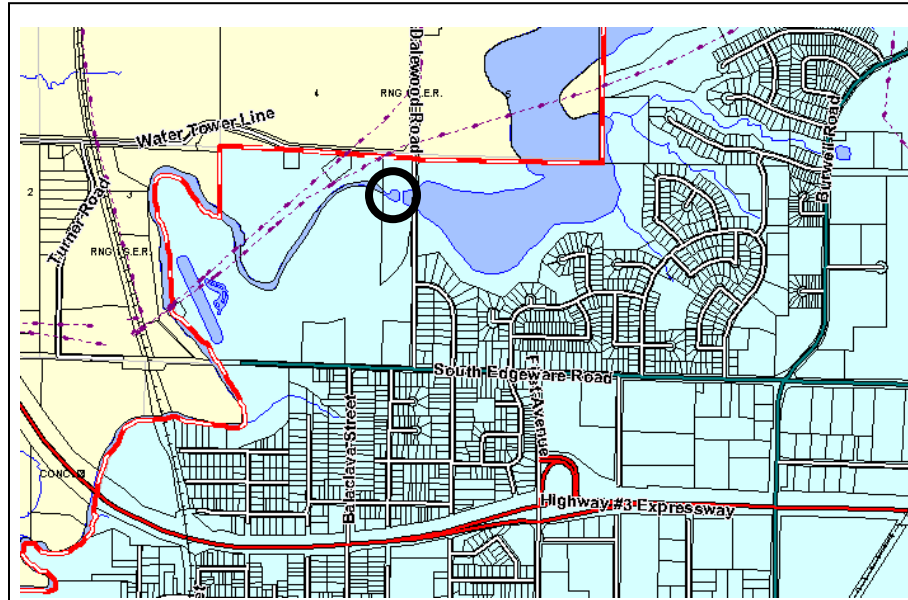 Dalewood Road
4
RNG
E.R.
5
Water Tower Line
Burwell Road
2
3
Turner Road
RNG
E.R.
South Edgeware Road
First Avenue
Balaclava Street
CONC
Highway #3 Expressway